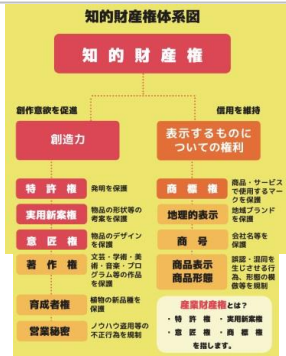 知的財産権体系図
知的財産権
創作意欲を促進
信用を維持
創造力
表示するものに
ついての権利
特許権
発明を保護
実用新案権
物品の形状等の
考案を保護
意匠権
物品のデザイン
を保護
著作権
文芸・学術・美
術・音楽・プロ
グラム等の作品
を保護
育成者権
植物の新品種を
保護
営業秘密
ノウハウ盗用等の
不正行為を規制
商標権
商品・サービス
で使用するマー
クを保護
地理的表示
地域ブランド
を保護
商号
会社名等を
保護
商品表示
商品形態
誤認・混同を
生じさせる行
為、形態の模
倣等を規制
産業財産権とは?
・特許権 ・実用新案権
・意匠権 ・商標権
を指します。